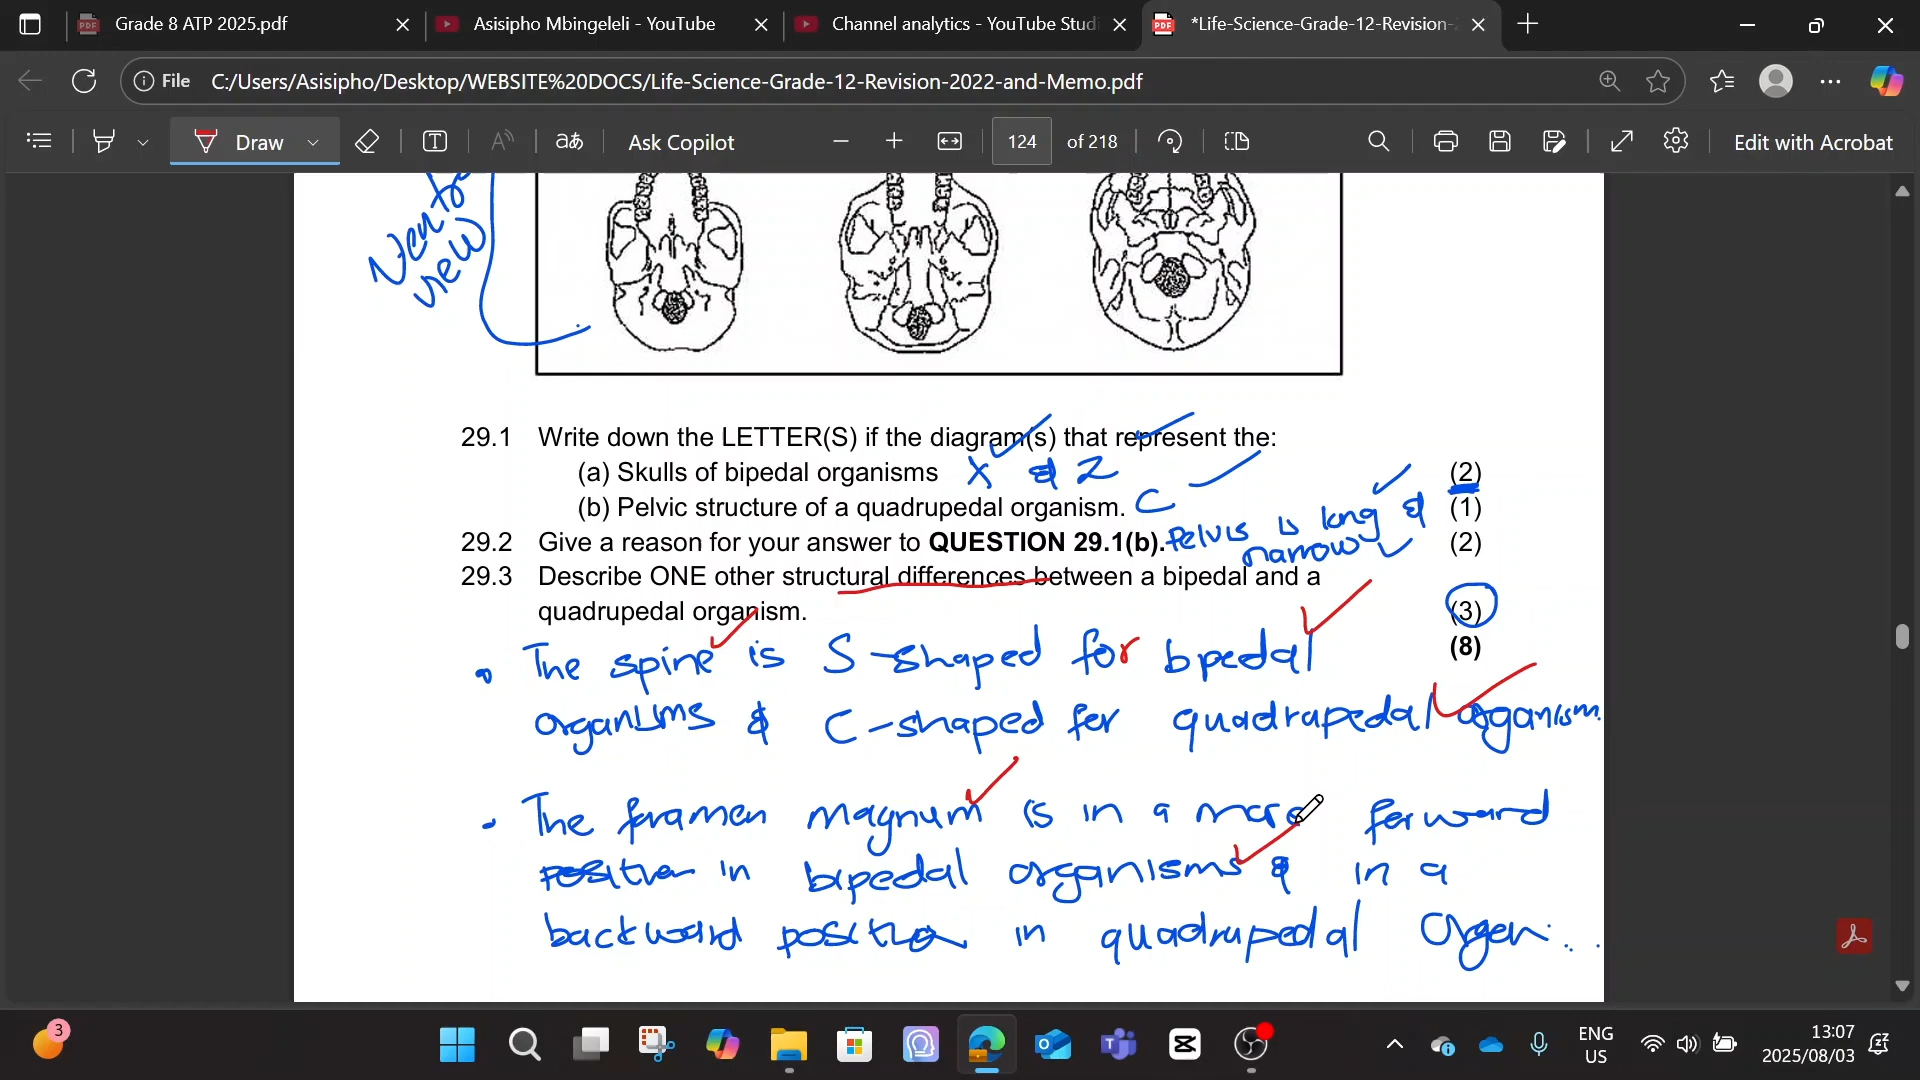 Grade 8 ATP 2025.pdf
Asisipho Mbingeleli - YouTube
Channel analytics - YouTube Studi
*Life-Science-Grade-12-Revision-
File C:/Users/Asisipho/Desktop/WEBSITE%20DOCS/Life-Science-Grade-12-Revision-2022-and-Memo.pdf
Draw
Ask Copilot
124 of 218
Edit with Acrobat
view
29.1 Write down the LETTER(S) if the diagram(s) that represent the:
(a) Skulls of bipedal organisms X & Z (2)
(b) Pelvic structure of a quadrupedal organism. C (1)
29.2 Give a reason for your answer to QUESTION 29.1(b). Pelvis is long & narrow (2)
29.3 Describe ONE other structural differences between a bipedal and a
quadrupedal organism. (3)
(8)
• The spine is S-shaped for bpedal
organisms & C-shaped for quadrupedal organism.
• The foramen magnum is in a more forward
position in bipedal organisms & in a
backward position in quadrupedal organ...
3
ENG
US
13:07
2025/08/03